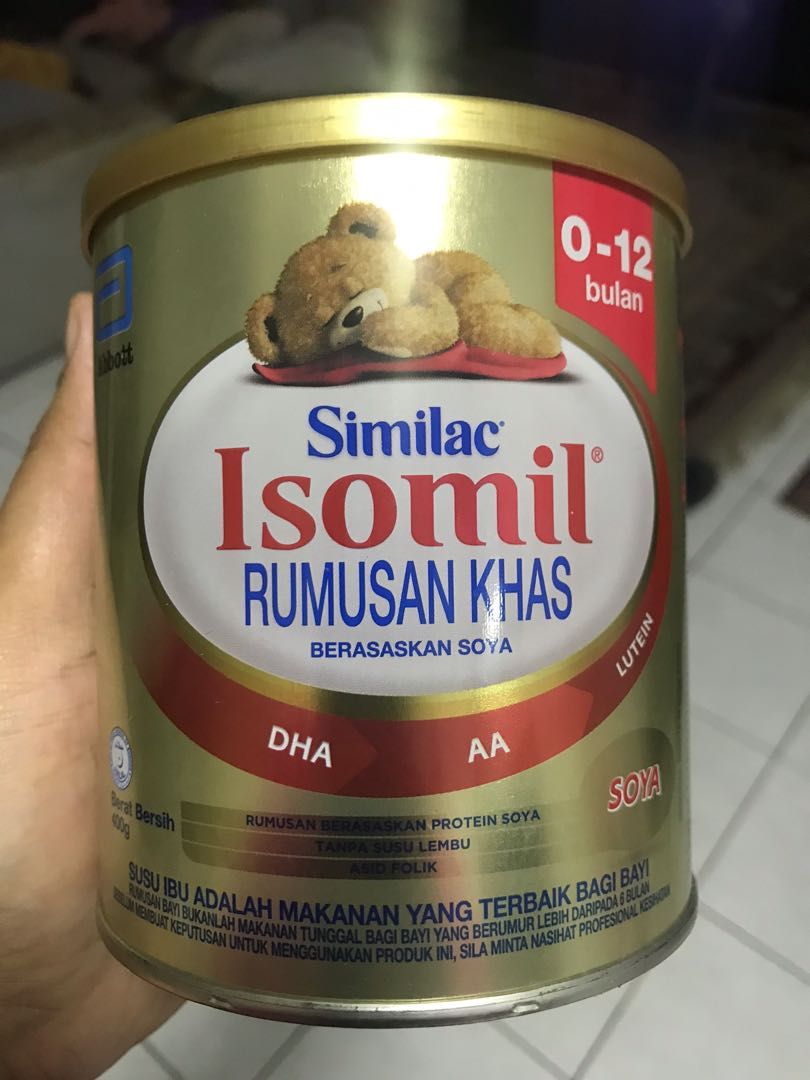 0-12
bulan
Abbott
Similac
Isomil®
RUMUSAN KHAS
BERASASKAN SOYA
DHA
AA
LUTEIN
SOYA
Berat Bersih
400g
RUMUSAN BERASASKAN PROTEIN SOYA
TANPA SUSU LEMBU
ASID FOLIK
SUSU IBU ADALAH MAKANAN YANG TERBAIK BAGI BAYI
RUMUSAN BAYI BUKANLAH MAKANAN TUNGGAL BAGI BAYI YANG BERUMUR LEBIH DARIPADA 6 BULAN
SEBELUM MEMBUAT KEPUTUSAN UNTUK MENGGUNAKAN PRODUK INI, SILA MINTA NASIHAT PROFESIONAL KESIHATAN